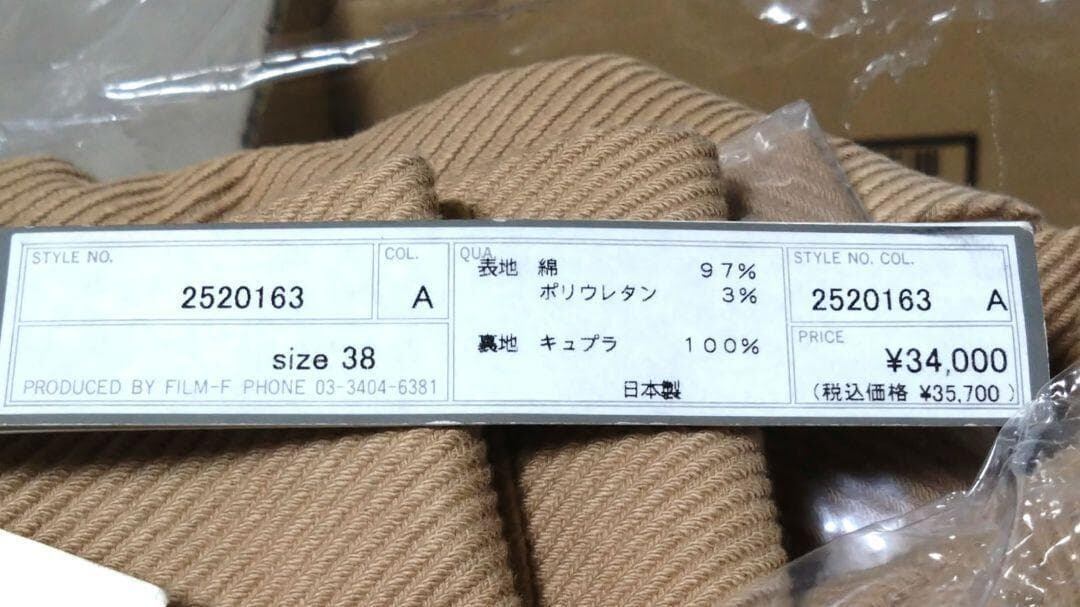 STYLE NO.
2520163
COL.
A
size 38
PRODUCED BY FILM-F PHONE 03-3404-6381
QUA.
表地 綿 97%
ポリウレタン 3%
裏地 キュプラ 100%
日本製
STYLE NO. COL.
2520163 A
PRICE
¥34,000
(税込価格 ¥35,700 )